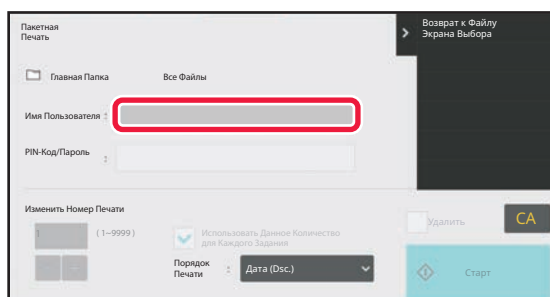 Пакетная
Печать
Возврат к Файлу
Экрана Выбора
Главная Папка
Все Файлы
Имя Пользователя :
PIN-Код/Пароль :
Изменить Номер Печати
1
(1~9999)
Использовать Данное Количество
для Каждого Задания
Порядок
Печати :
Дата (Dsc.)
Удалить
CA
Старт